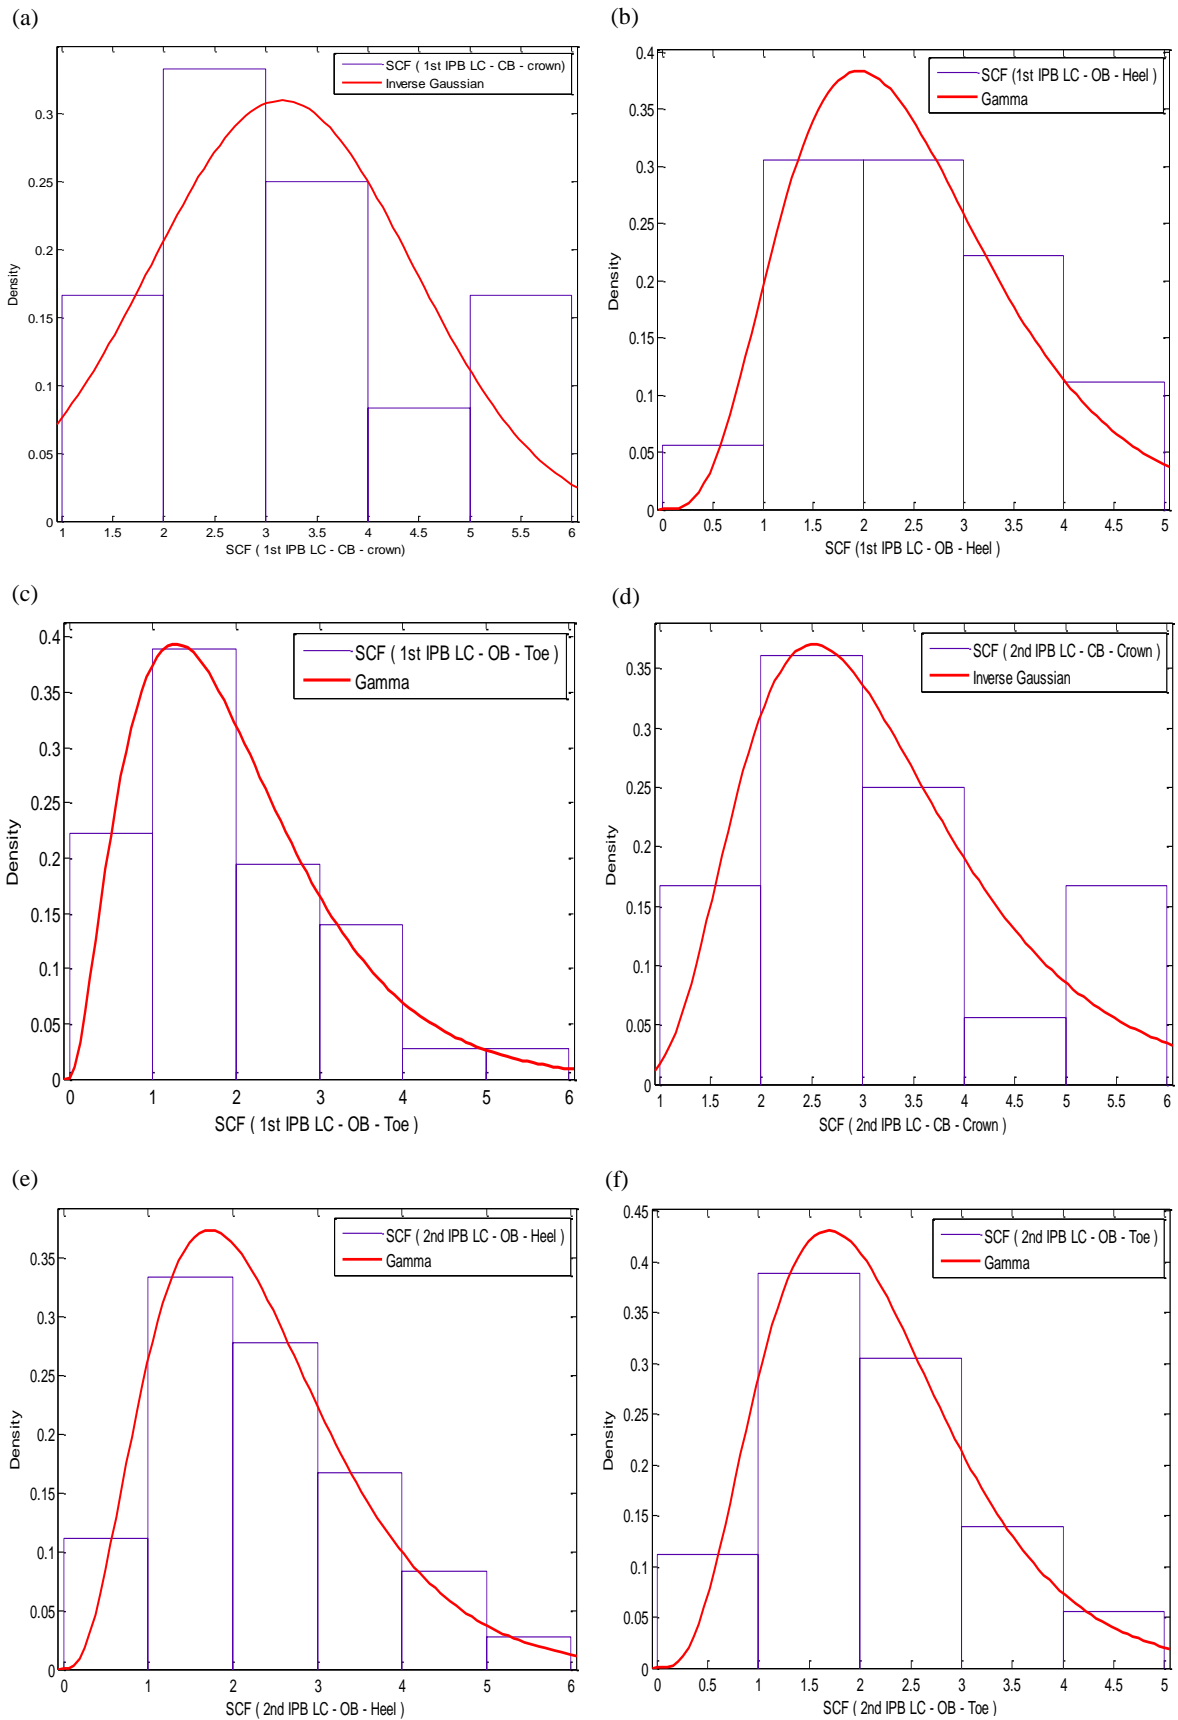 (a)
SCF ( 1st IPB LC - CB - crown)
Inverse Gaussian
0.3
0.25
0.2
0.15
0.1
0.05
0
Density
1 1.5 2 2.5 3 3.5 4 4.5 5 5.5 6
SCF ( 1st IPB LC - CB - crown)
(b)
SCF (1st IPB LC - OB - Heel )
Gamma
0.4
0.35
0.3
0.25
0.2
0.15
0.1
0.05
0
Density
0 0.5 1 1.5 2 2.5 3 3.5 4 4.5 5
SCF (1st IPB LC - OB - Heel )
(c)
SCF ( 1st IPB LC - OB - Toe )
Gamma
0.4
0.35
0.3
0.25
0.2
0.15
0.1
0.05
0
Density
0 1 2 3 4 5 6
SCF ( 1st IPB LC - OB - Toe )
(d)
SCF ( 2nd IPB LC - CB - Crown )
Inverse Gaussian
0.35
0.3
0.25
0.2
0.15
0.1
0.05
0
Density
1 1.5 2 2.5 3 3.5 4 4.5 5 5.5 6
SCF ( 2nd IPB LC - CB - Crown )
(e)
SCF ( 2nd IPB LC - OB - Heel )
Gamma
0.35
0.3
0.25
0.2
0.15
0.1
0.05
0
Density
0 1 2 3 4 5 6
SCF ( 2nd IPB LC - OB - Heel )
(f)
SCF ( 2nd IPB LC - OB - Toe )
Gamma
0.45
0.4
0.35
0.3
0.25
0.2
0.15
0.1
0.05
0
Density
0 0.5 1 1.5 2 2.5 3 3.5 4 4.5 5
SCF ( 2nd IPB LC - OB - Toe )